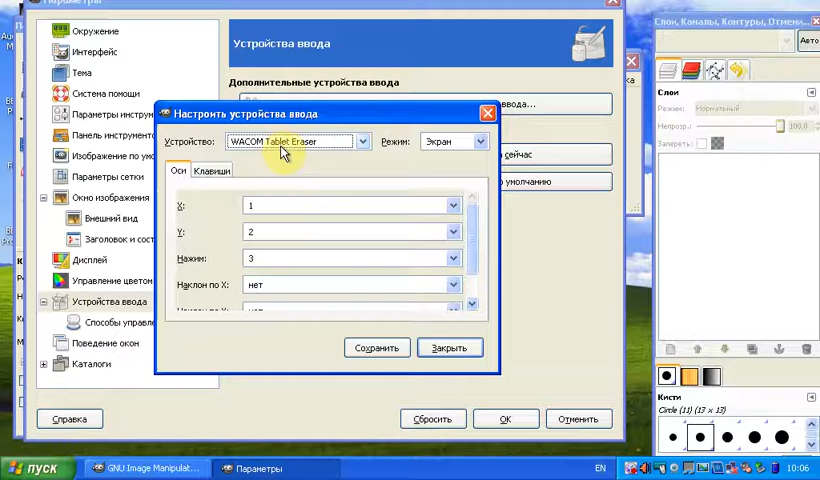 Параметры
Окружение
Интерфейс
Тема
Система помощи
Параметры инструм
Панель инструмент
Изображение по умо
Параметры сетки
Окно изображения
Внешний вид
Заголовок и сост
Дисплей
Управление цветом
Устройства ввода
Способы управле
Поведение окон
Каталоги
Устройства ввода
Дополнительные устройства ввода
ввода...
сейчас
умолчанию
Настроить устройства ввода
Устройство:
WACOM Tablet Eraser
Режим:
Экран
Оси
Клавиши
X:
1
Y:
2
Нажим:
3
Наклон по X:
нет
Сохранить
Закрыть
Справка
Сбросить
OK
Отменить
Слои, Каналы, Контуры, Отмени...
Авто
Слои
Режим:
Нормальный
Непрозр.:
100,0
Запереть:
Кисти
Circle (11) (13 × 13)
пуск
GNU Image Manipulat...
Параметры
EN
10:06